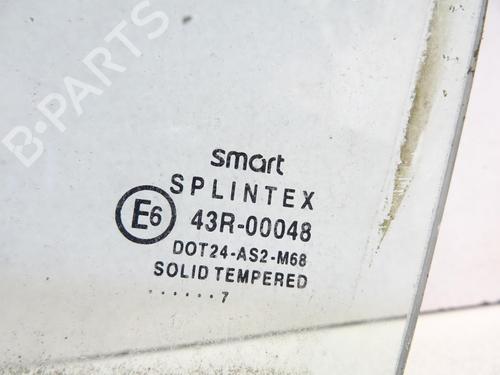 B-PARTS
smart
SPLINTEX
E6 43R-00048
DOT24-AS2-M68
SOLID TEMPERED
......7